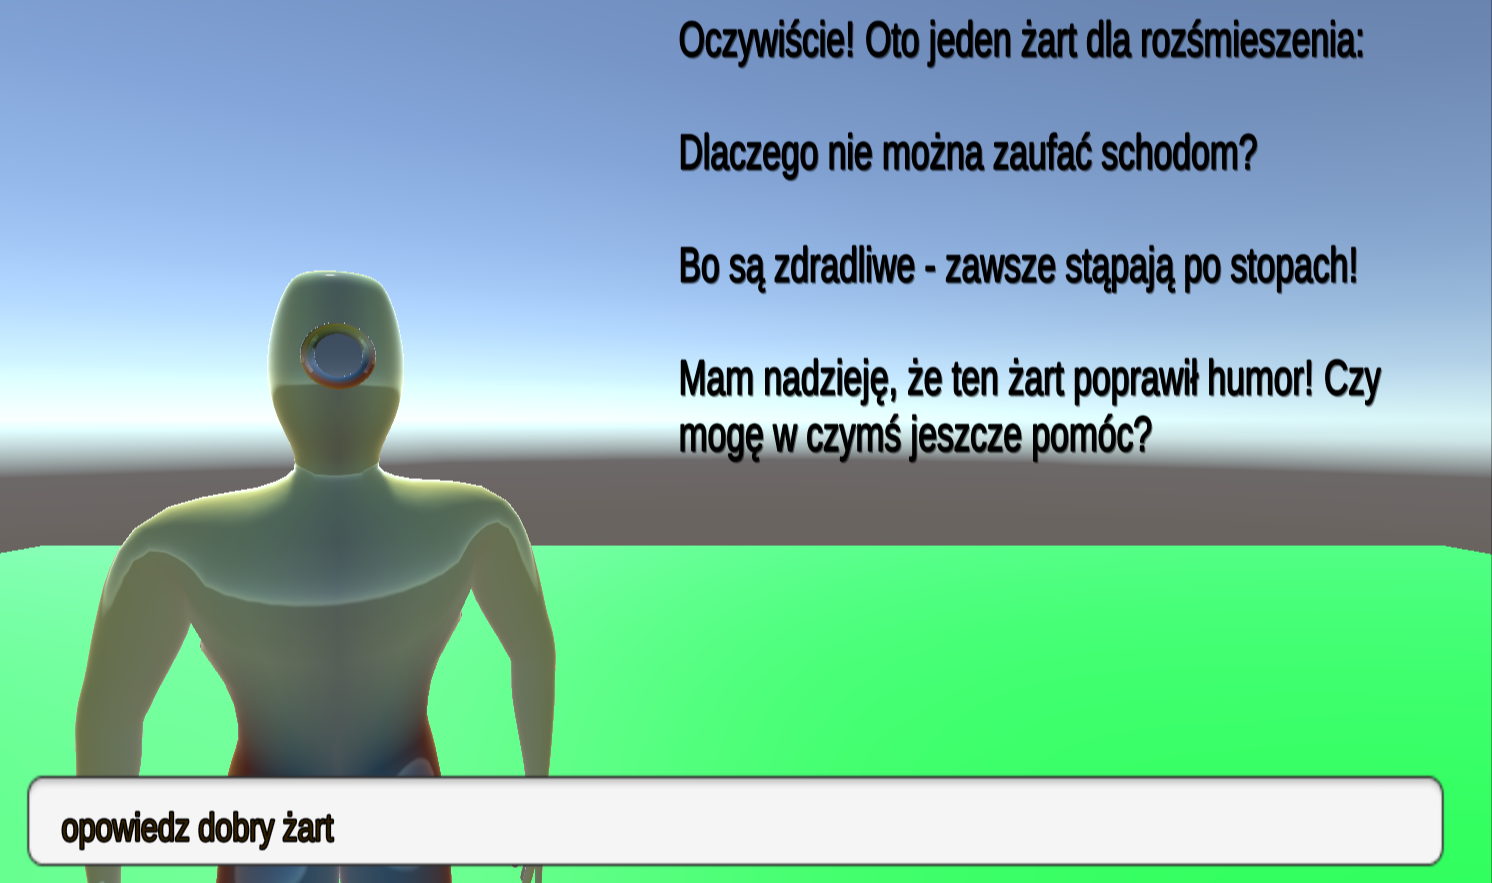 Oczywiście! Oto jeden żart dla rozśmieszenia:
Dlaczego nie można zaufać schodom?
Bo są zdradliwe - zawsze stąpają po stopach!
Mam nadzieję, że ten żart poprawił humor! Czy
mogę w czymś jeszcze pomóc?
opowiedz dobry żart